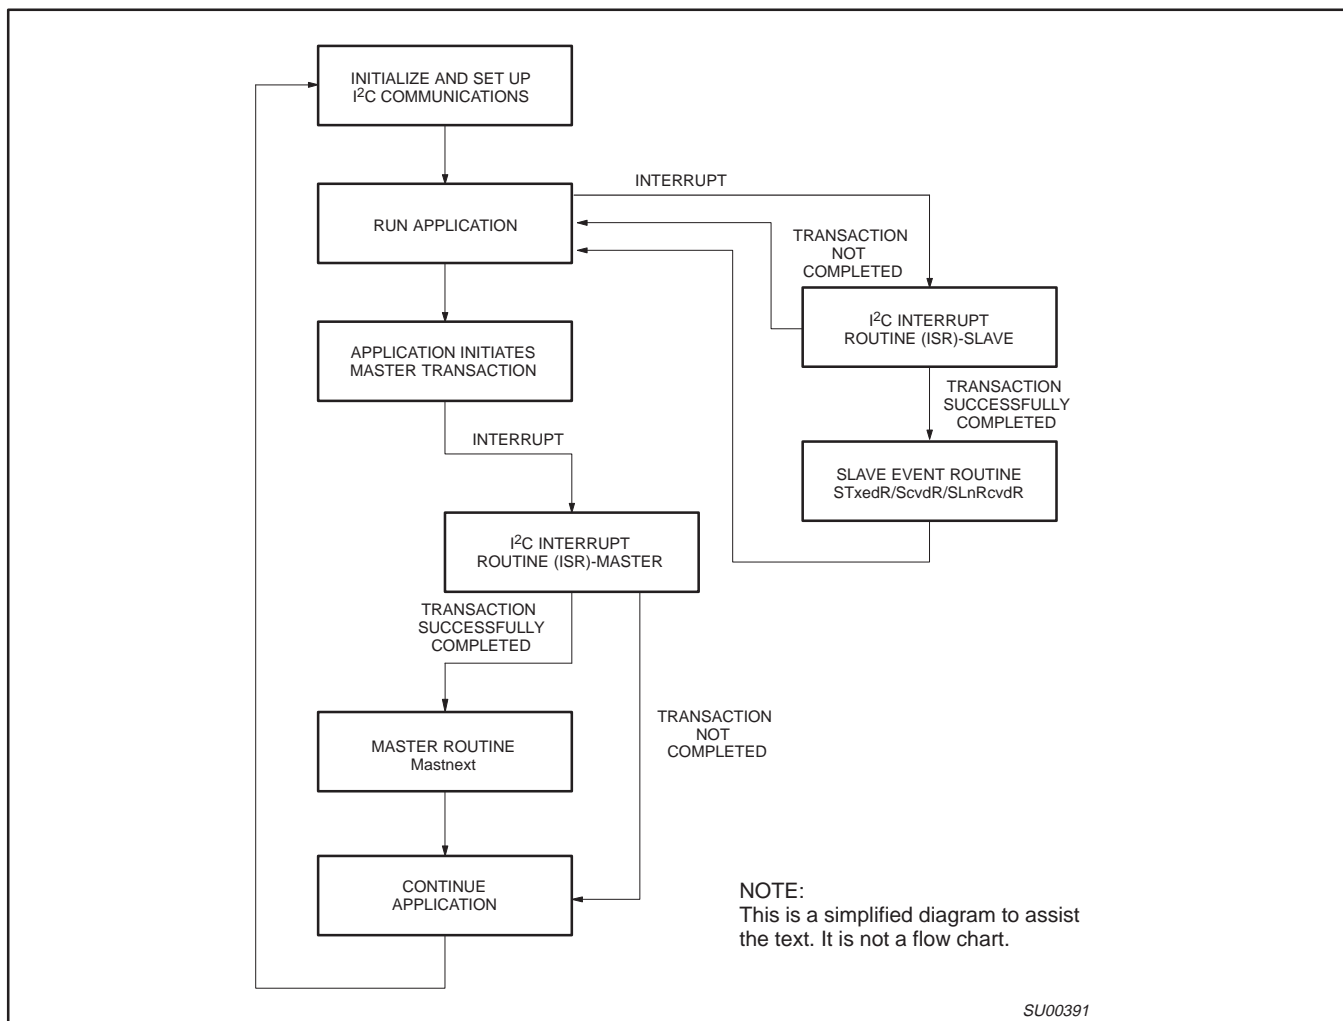 INITIALIZE AND SET UP
I²C COMMUNICATIONS
INTERRUPT
RUN APPLICATION
TRANSACTION
NOT
COMPLETED
I²C INTERRUPT
ROUTINE (ISR)-SLAVE
APPLICATION INITIATES
MASTER TRANSACTION
TRANSACTION
SUCCESSFULLY
COMPLETED
INTERRUPT
SLAVE EVENT ROUTINE
STxedR/ScvdR/SLnRcvdR
I²C INTERRUPT
ROUTINE (ISR)-MASTER
TRANSACTION
SUCCESSFULLY
COMPLETED
TRANSACTION
NOT
COMPLETED
MASTER ROUTINE
Mastnext
CONTINUE
APPLICATION
NOTE:
This is a simplified diagram to assist
the text. It is not a flow chart.
SU00391